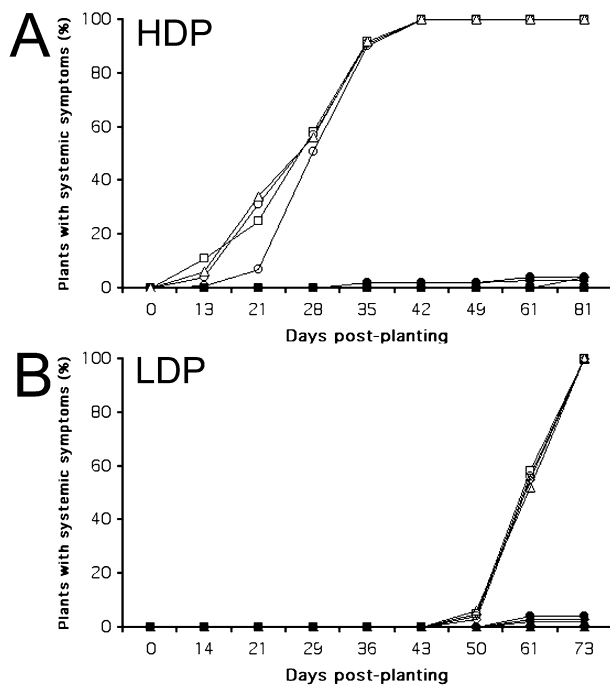 A
HDP
Plants with systemic symptoms (%)
100
80
60
40
20
0
0 13 21 28 35 42 49 61 81
Days post-planting
B
LDP
Plants with systemic symptoms (%)
100
80
60
40
20
0
0 14 21 29 36 43 50 61 73
Days post-planting